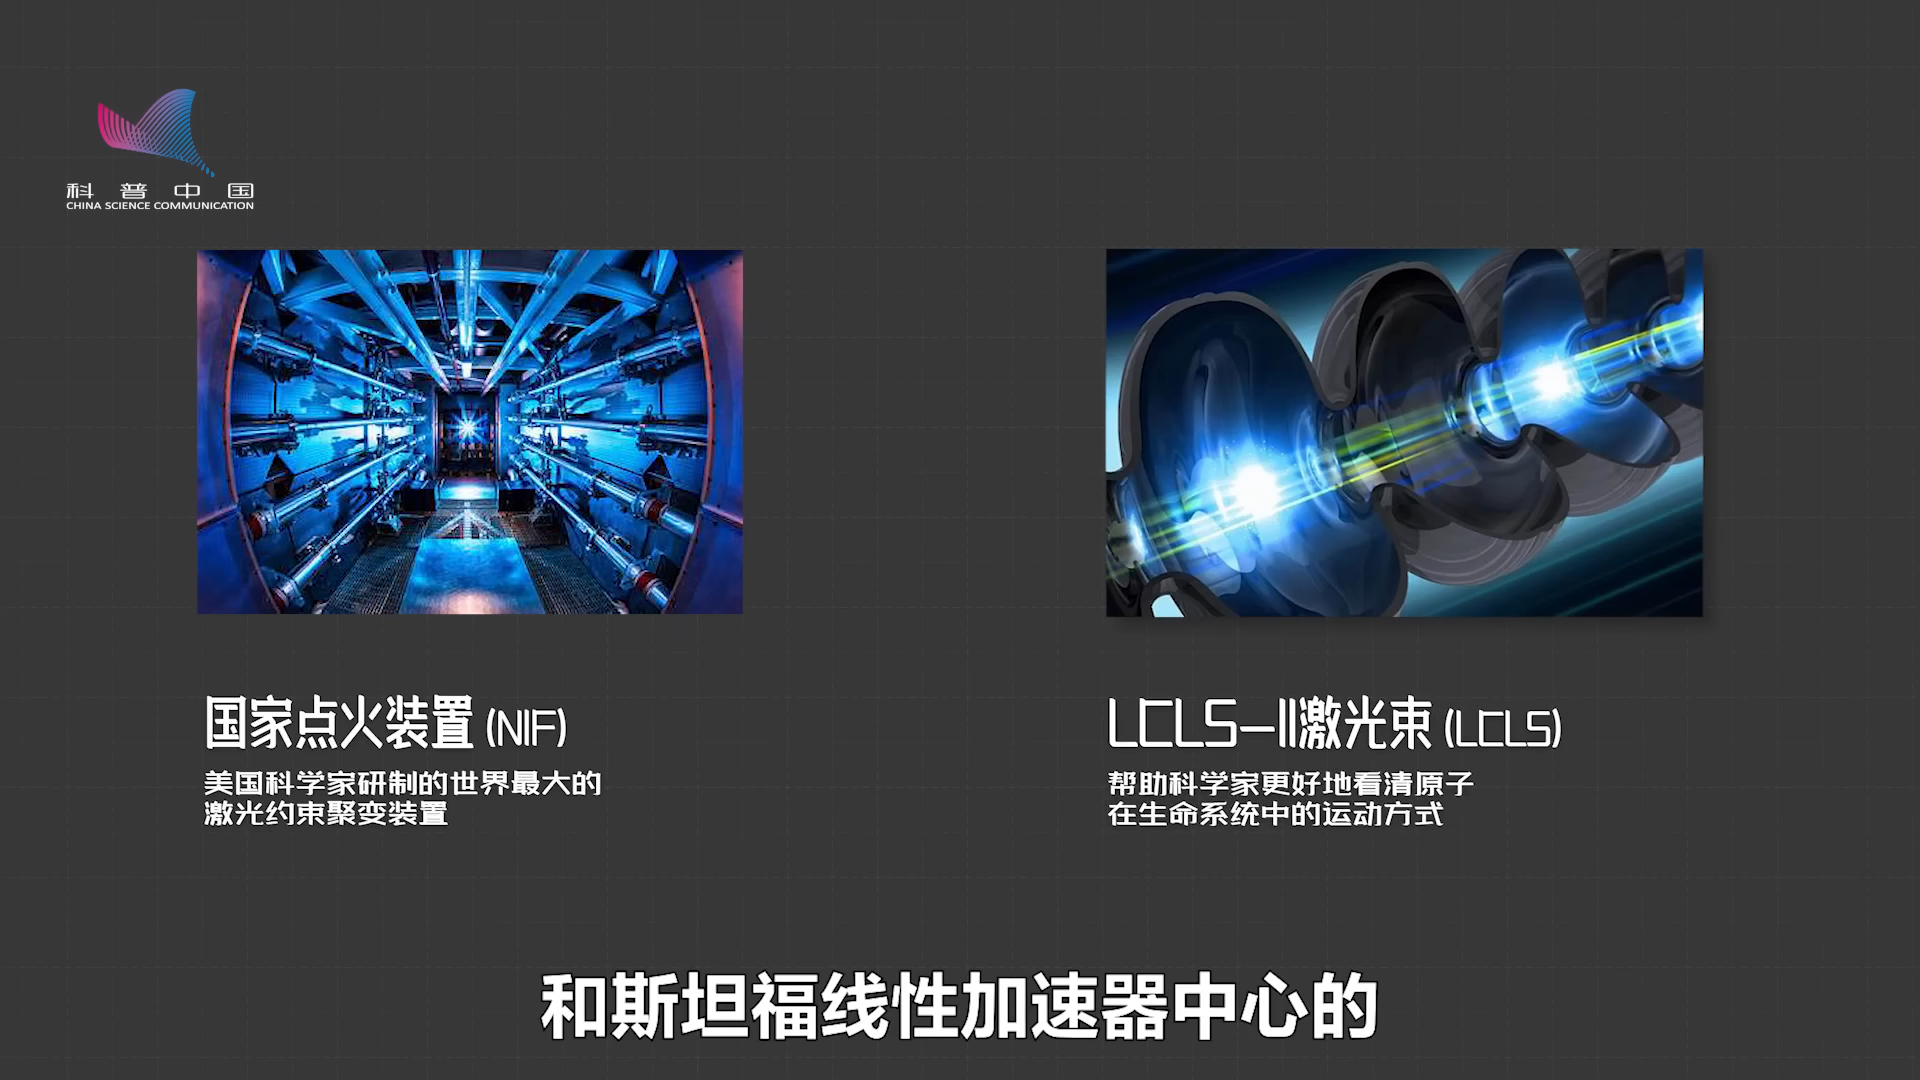 科普中国
CHINA SCIENCE COMMUNICATION
国家点火装置 (NIF)
美国科学家研制的世界最大的
激光约束聚变装置
LCLS-II激光束 (LCLS)
帮助科学家更好地看清原子
在生命系统中的运动方式
和斯坦福线性加速器中心的